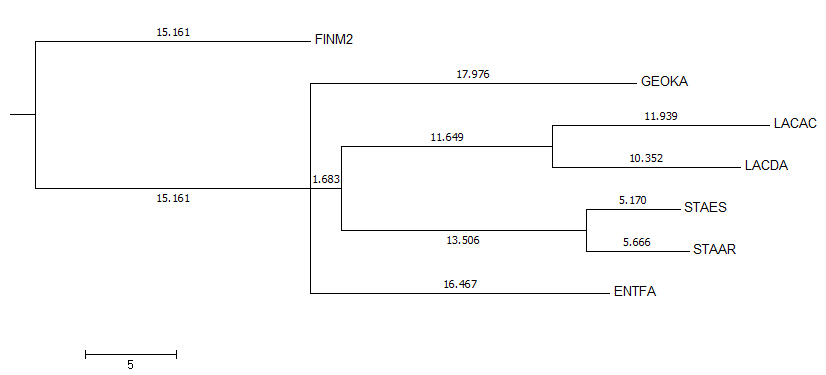 15.161
FINM2
17.976
GEOKA
11.939
LACAC
11.649
10.352
LACDA
1.683
15.161
5.170
STAES
13.506
5.666
STAAR
16.467
ENTFA
5